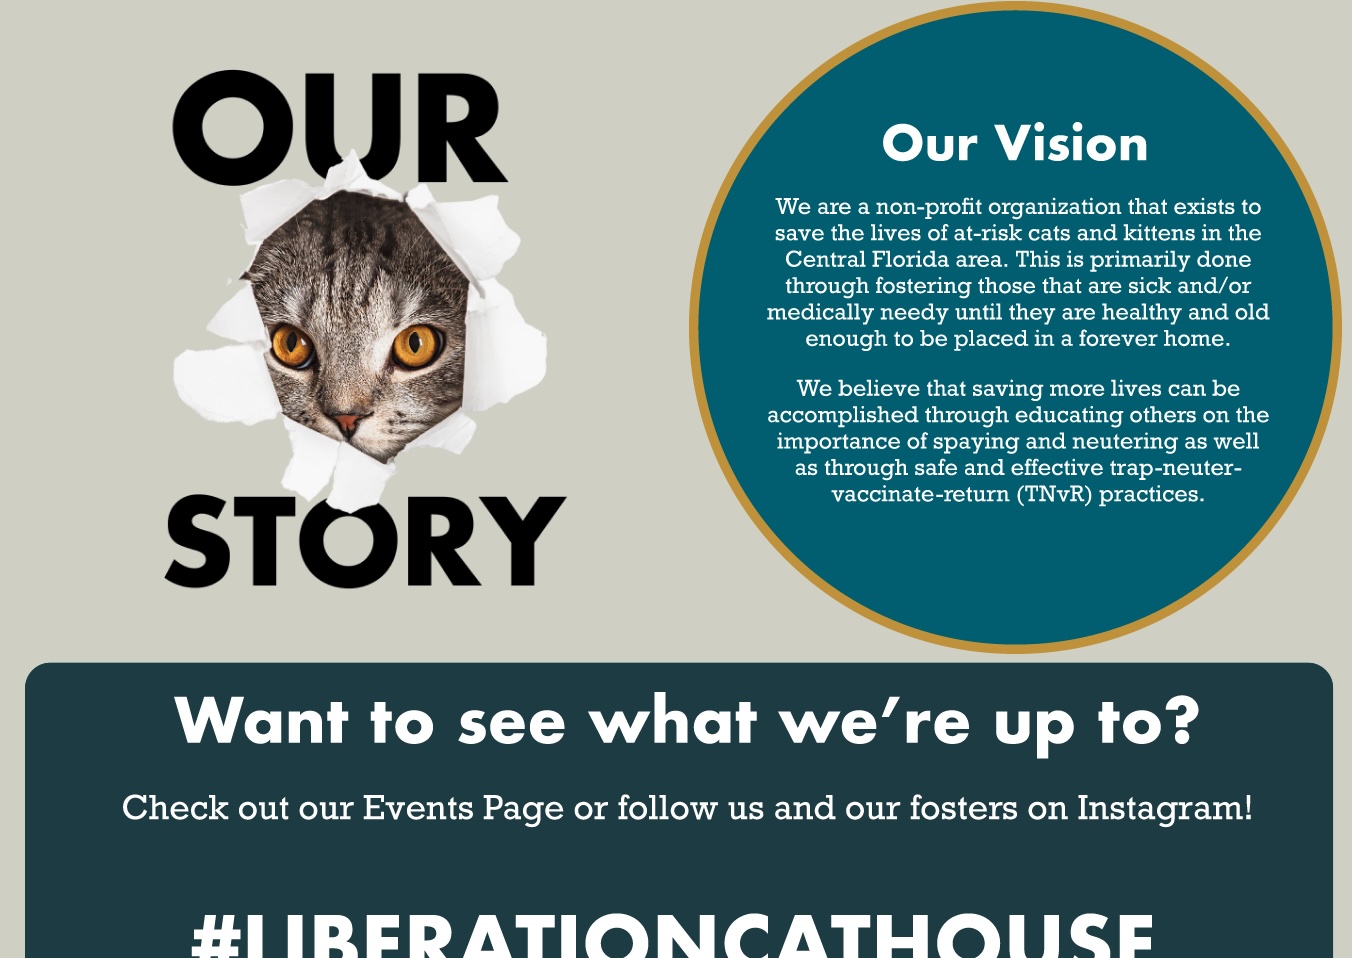 OUR
STORY
Our Vision
We are a non-profit organization that exists to
save the lives of at-risk cats and kittens in the
Central Florida area. This is primarily done
through fostering those that are sick and/or
medically needy until they are healthy and old
enough to be placed in a forever home.
We believe that saving more lives can be
accomplished through educating others on the
importance of spaying and neutering as well
as through safe and effective trap-neuter-
vaccinate-return (TNvR) practices.
Want to see what we’re up to?
Check out our Events Page or follow us and our fosters on Instagram!
#LIBERATIONCATHOUSE